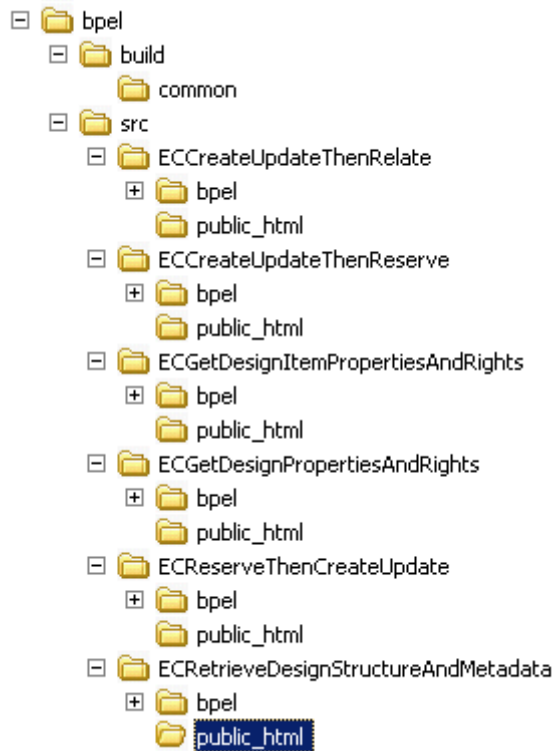 bpel
build
common
src
ECCreateUpdateThenRelate
bpel
public_html
ECCreateUpdateThenReserve
bpel
public_html
ECGetDesignItemPropertiesAndRights
bpel
public_html
ECGetDesignPropertiesAndRights
bpel
public_html
ECReserveThenCreateUpdate
bpel
public_html
ECRetrieveDesignStructureAndMetadata
bpel
public_html